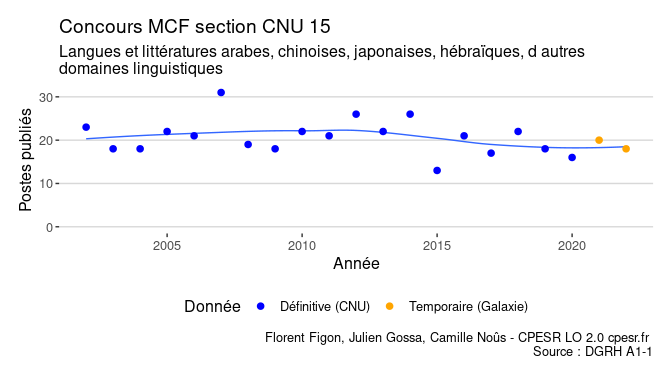 Concours MCF section CNU 15
Langues et littératures arabes, chinoises, japonaises, hébraïques, d autres
domaines linguistiques
Postes publiés
30
20
10
0
2005
2010
2015
2020
Année
Donnée
Définitive (CNU)
Temporaire (Galaxie)
Florent Figon, Julien Gossa, Camille Noûs - CPESR LO 2.0 cpesr.fr
Source : DGRH A1-1